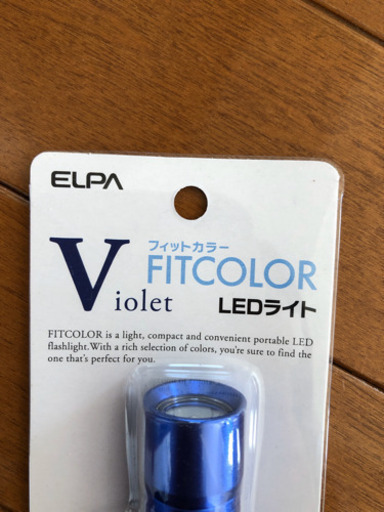 ELPA
フィットカラー
Violet FITCOLOR
LEDライト
FITCOLOR is a light, compact and convenient portable LED
flashlight. With a rich selection of colors, you're sure to find the
one that's perfect for you.